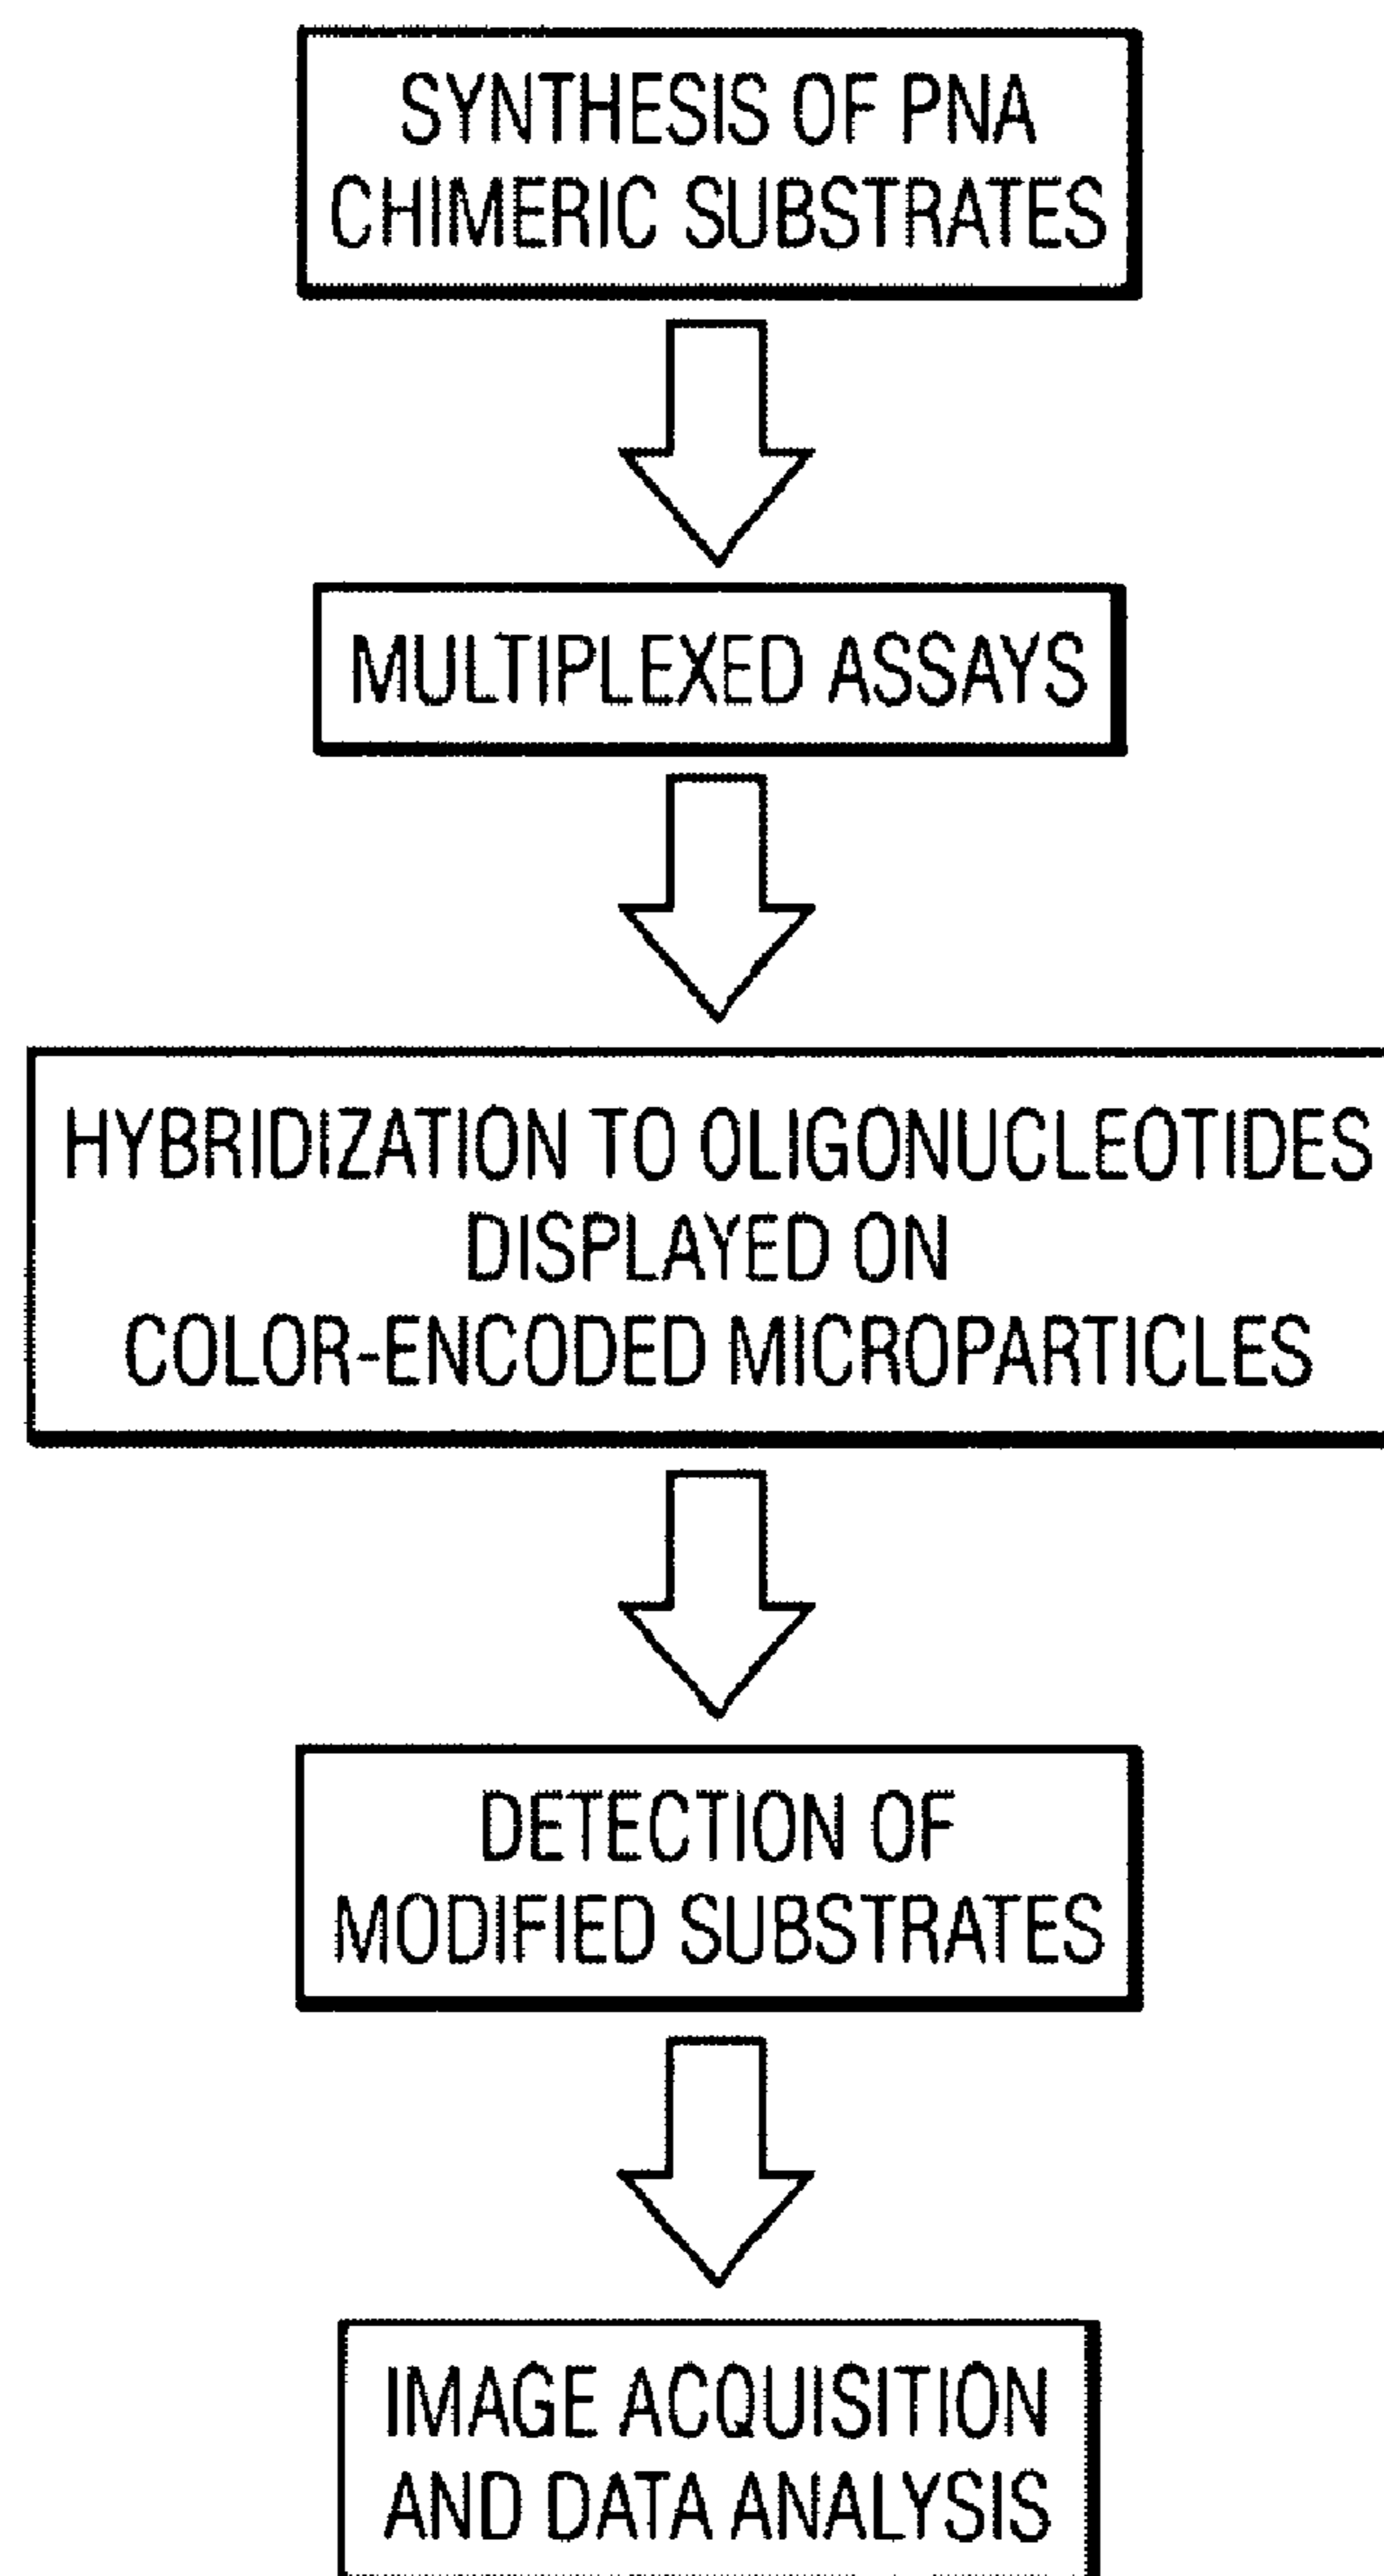 SYNTHESIS OF PNA
CHIMERIC SUBSTRATES
MULTIPLEXED ASSAYS
HYBRIDIZATION TO OLIGONUCLEOTIDES
DISPLAYED ON
COLOR-ENCODED MICROPARTICLES
DETECTION OF
MODIFIED SUBSTRATES
IMAGE ACQUISITION
AND DATA ANALYSIS